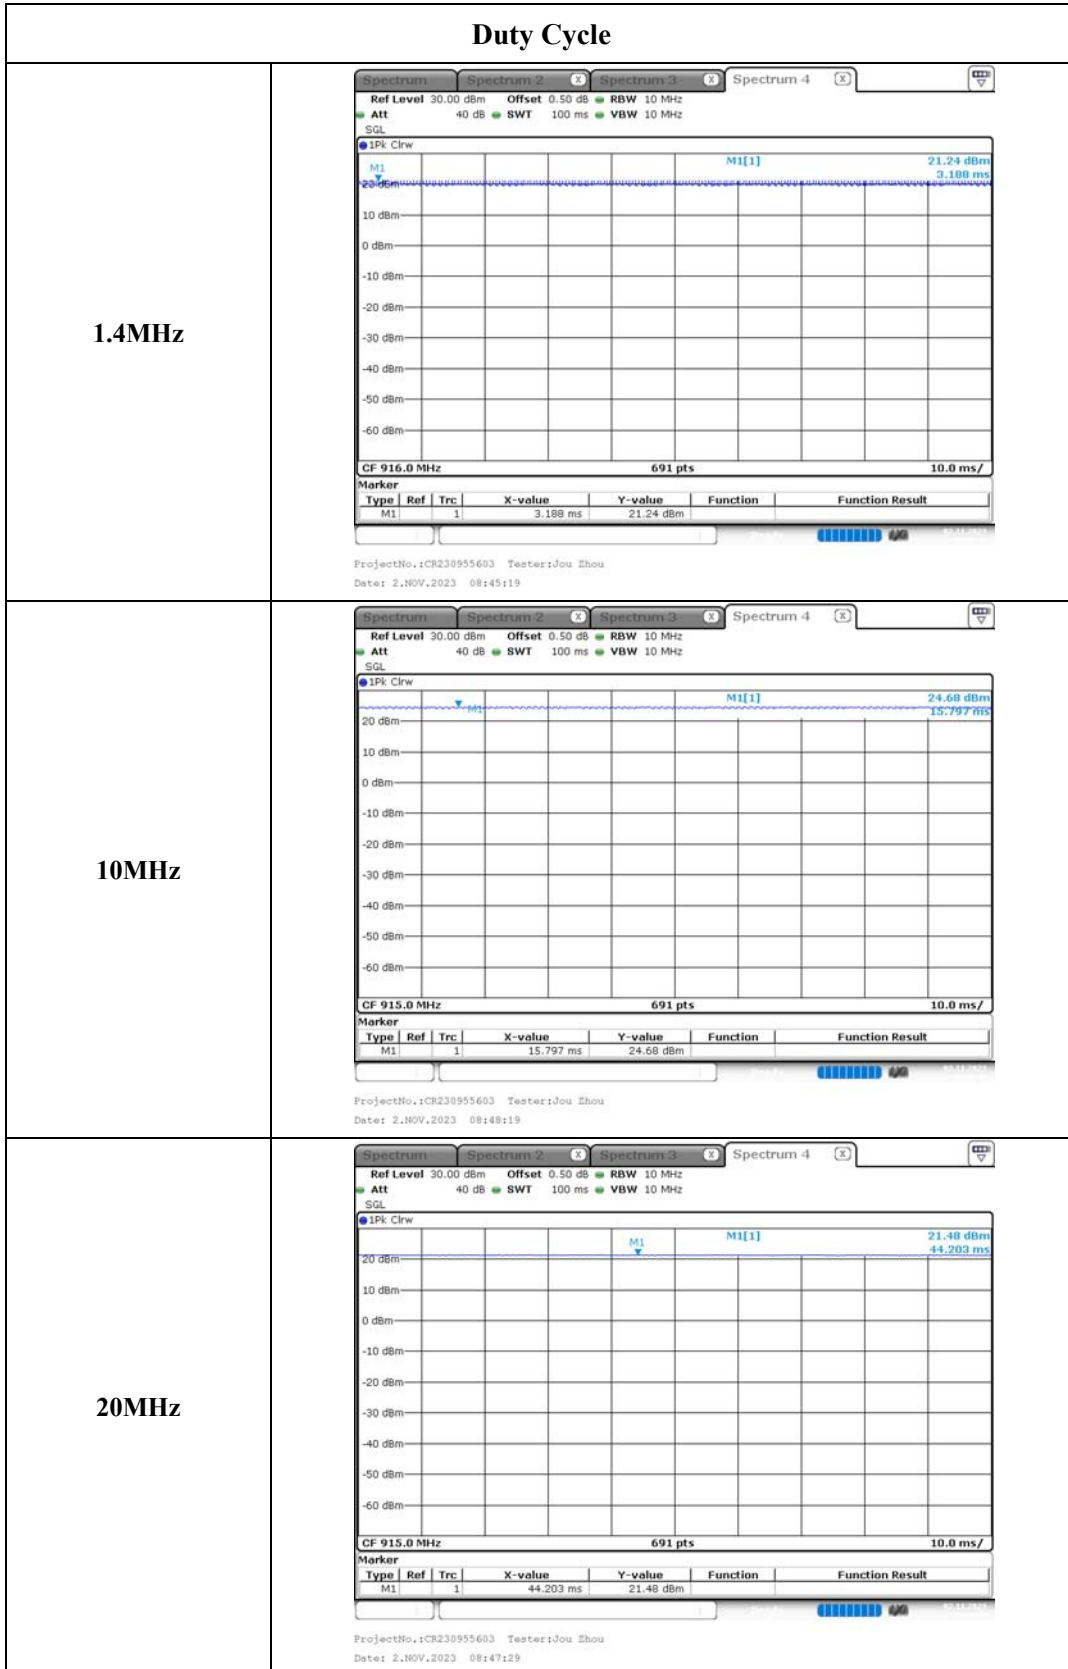 Duty Cycle
1.4MHz
Spectrum Spectrum 2 X Spectrum 3 X Spectrum 4 X
Ref Level 30.00 dBm Offset 0.50 dB RBW 10 MHz
Att 40 dB SWT 100 ms VBW 10 MHz
SGL
1Pk Clrw
M1[1] 21.24 dBm
3.188 ms
M1
20 dBm
10 dBm
0 dBm
-10 dBm
-20 dBm
-30 dBm
-40 dBm
-50 dBm
-60 dBm
CF 916.0 MHz 691 pts 10.0 ms/
Marker
Type Ref Trc X-value Y-value Function Function Result
M1 1 3.188 ms 21.24 dBm
ProjectNo.:CR230955603 Tester:Jou Zhou
Date: 2.NOV.2023 08:45:19
10MHz
Spectrum Spectrum 2 X Spectrum 3 X Spectrum 4 X
Ref Level 30.00 dBm Offset 0.50 dB RBW 10 MHz
Att 40 dB SWT 100 ms VBW 10 MHz
SGL
1Pk Clrw
M1[1] 24.68 dBm
15.797 ms
M1
20 dBm
10 dBm
0 dBm
-10 dBm
-20 dBm
-30 dBm
-40 dBm
-50 dBm
-60 dBm
CF 915.0 MHz 691 pts 10.0 ms/
Marker
Type Ref Trc X-value Y-value Function Function Result
M1 1 15.797 ms 24.68 dBm
ProjectNo.:CR230955603 Tester:Jou Zhou
Date: 2.NOV.2023 08:48:19
20MHz
Spectrum Spectrum 2 X Spectrum 3 X Spectrum 4 X
Ref Level 30.00 dBm Offset 0.50 dB RBW 10 MHz
Att 40 dB SWT 100 ms VBW 10 MHz
SGL
1Pk Clrw
M1[1] 21.48 dBm
44.203 ms
M1
20 dBm
10 dBm
0 dBm
-10 dBm
-20 dBm
-30 dBm
-40 dBm
-50 dBm
-60 dBm
CF 915.0 MHz 691 pts 10.0 ms/
Marker
Type Ref Trc X-value Y-value Function Function Result
M1 1 44.203 ms 21.48 dBm
ProjectNo.:CR230955603 Tester:Jou Zhou
Date: 2.NOV.2023 08:47:29